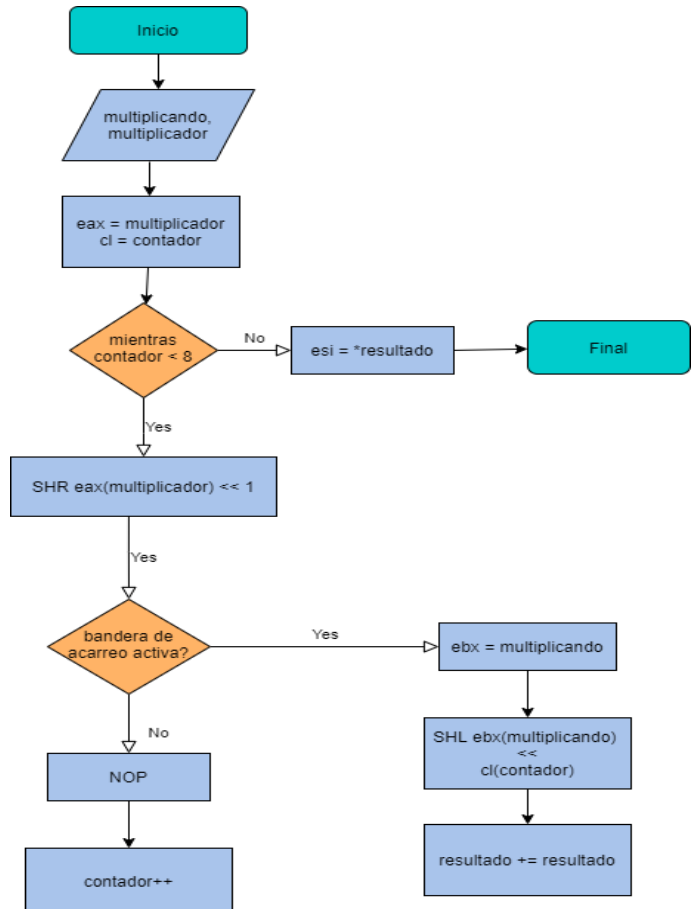 Inicio
multiplicando,
multiplicador
eax = multiplicador
cl = contador
mientras
contador < 8
No
esi = *resultado
Final
Yes
SHR eax(multiplicador) << 1
Yes
bandera de
acarreo activa?
Yes
ebx = multiplicando
No
SHL ebx(multiplicando)
<<
cl(contador)
NOP
resultado += resultado
contador++